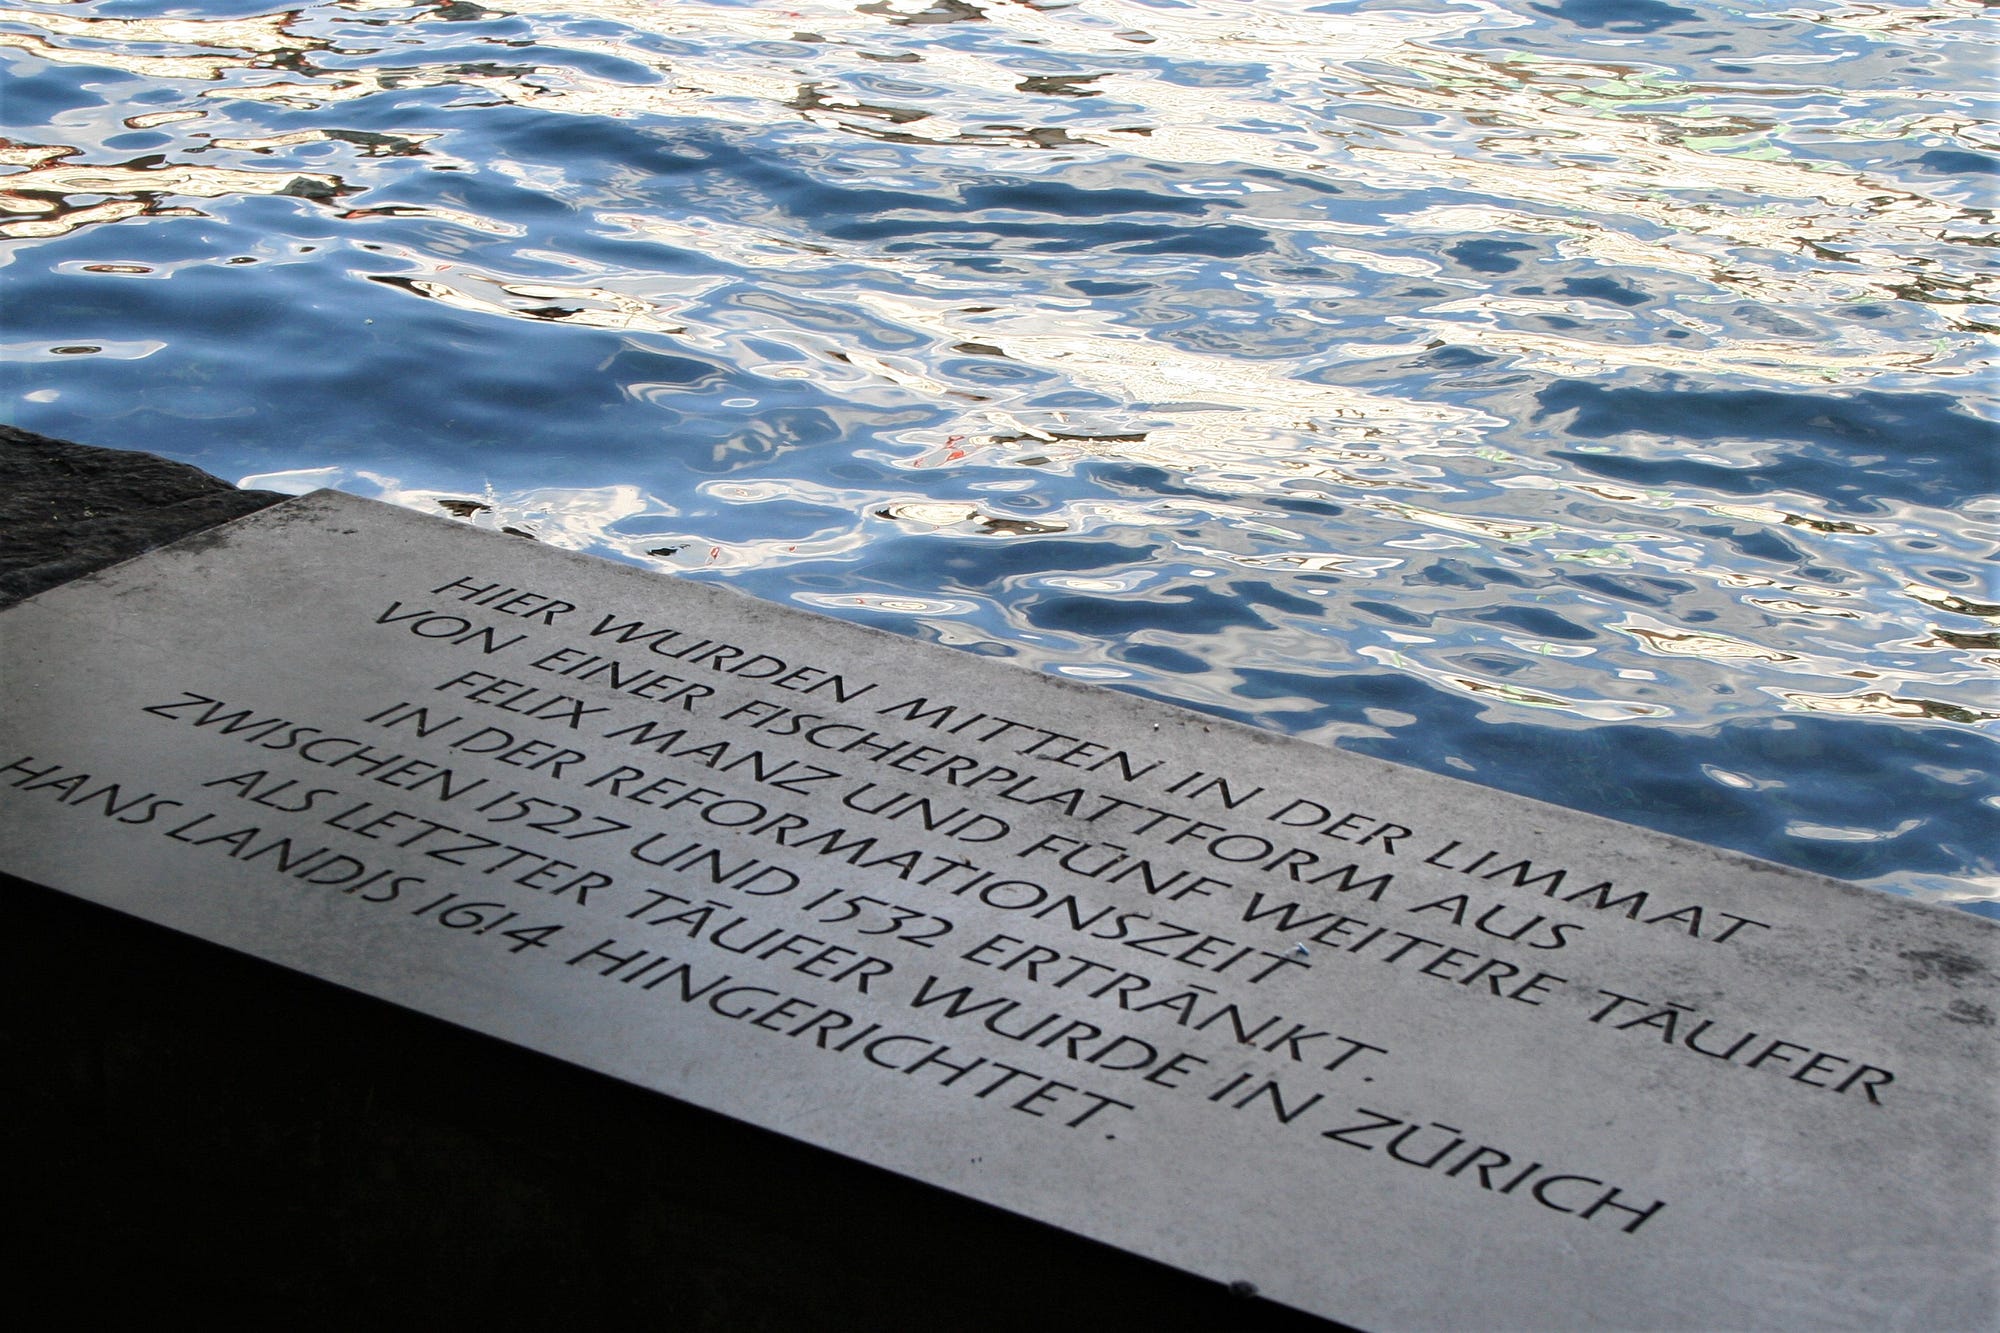 HIER WURDEN MITTEN IN DER LIMMAT
VON EINER FISCHERPLATTFORM AUS
FELIX MANZ UND FÜNF WEITERE TÄUFER
IN DER REFORMATIONSZEIT
ZWISCHEN 1527 UND 1532 ERTRÄNKT.
ALS LETZTER TÄUFER WURDE IN ZÜRICH
HANS LANDIS 1614 HINGERICHTET.